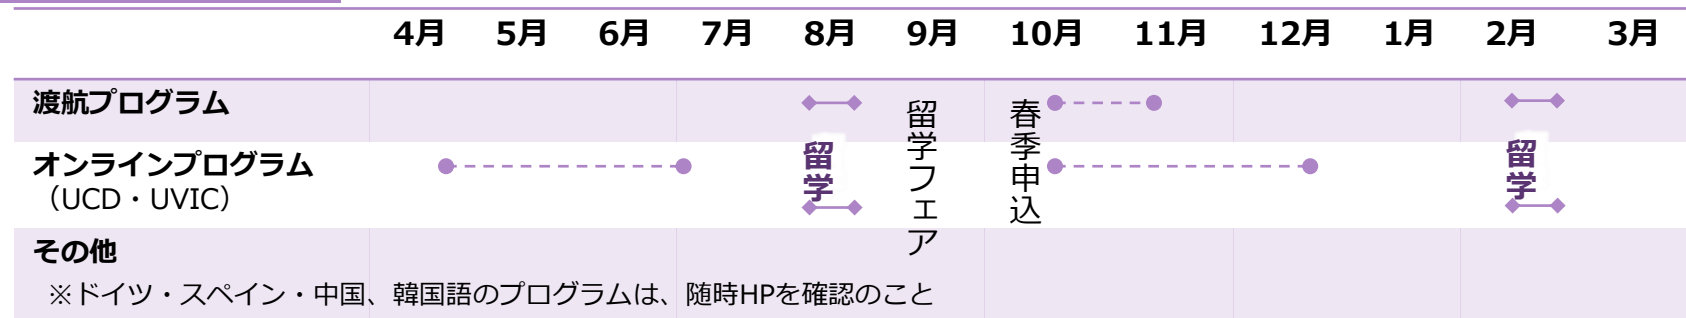 4月 5月 6月 7月 8月 9月 10月 11月 12月 1月 2月 3月
渡航プログラム
オンラインプログラム
（UCD・UVIC）
留学
留学フェア
春季申込
留学
その他
※ドイツ・スペイン・中国、韓国語のプログラムは、随時HPを確認のこと